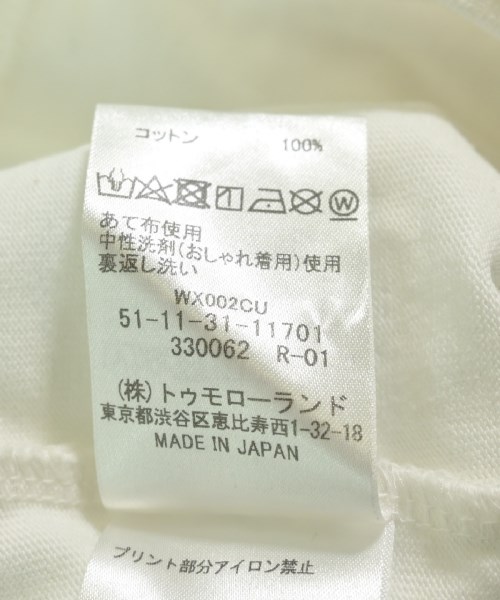 コットン 100%
あて布使用
中性洗剤(おしゃれ着用)使用
裏返し洗い
WX002CU
51-11-31-11701
330062 R-01
(株)トゥモローランド
東京都渋谷区恵比寿西1-32-18
MADE IN JAPAN
プリント部分アイロン禁止